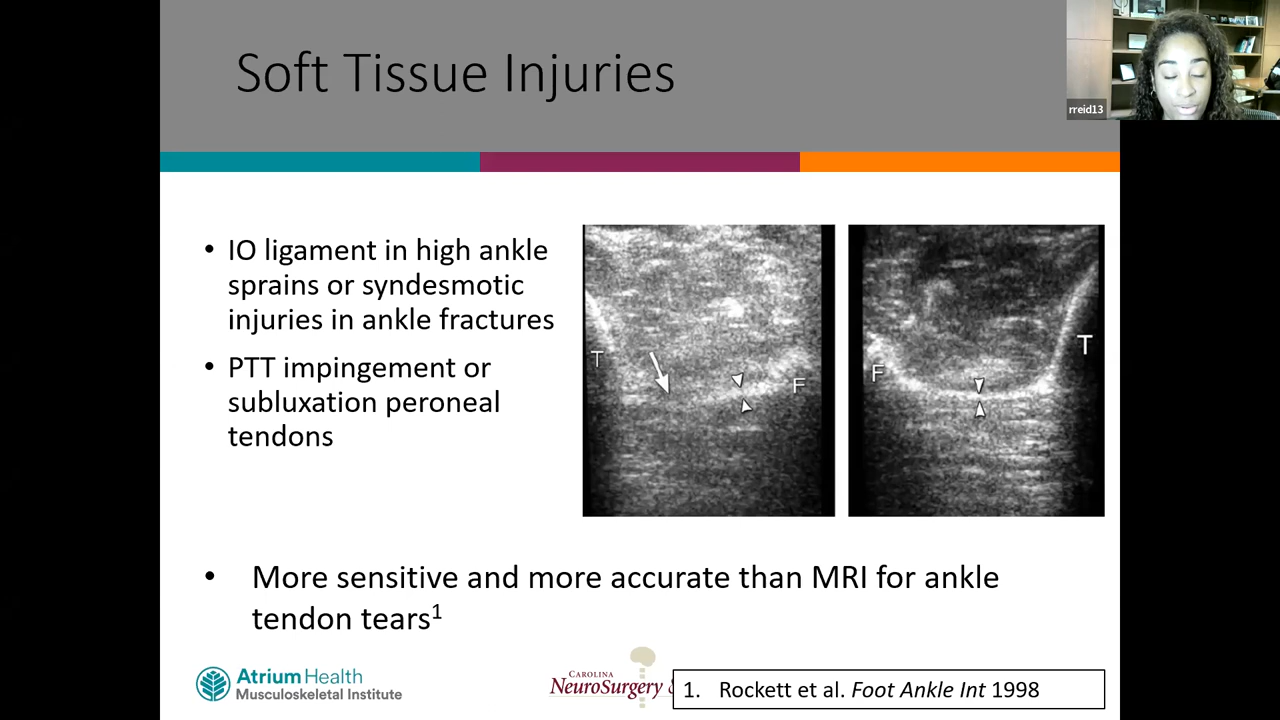 Soft Tissue Injuries
rreid13
• IO ligament in high ankle
sprains or syndesmotic
injuries in ankle fractures
• PTT impingement or
subluxation peroneal
tendons
T
F
F
T
• More sensitive and more accurate than MRI for ankle
tendon tears¹
Atrium Health
Musculoskeletal Institute
CAROLINA
NEUROSURGERY
1. Rockett et al. Foot Ankle Int 1998